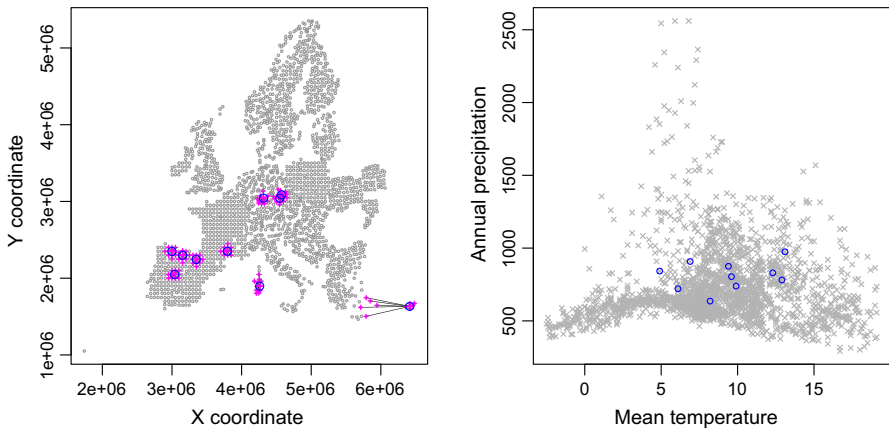 5e+06
4e+06
3e+06
2e+06
1e+06
Y coordinate
2e+06 3e+06 4e+06 5e+06 6e+06
X coordinate
2500
2000
1500
1000
500
Annual precipitation
0 5 10 15
Mean temperature